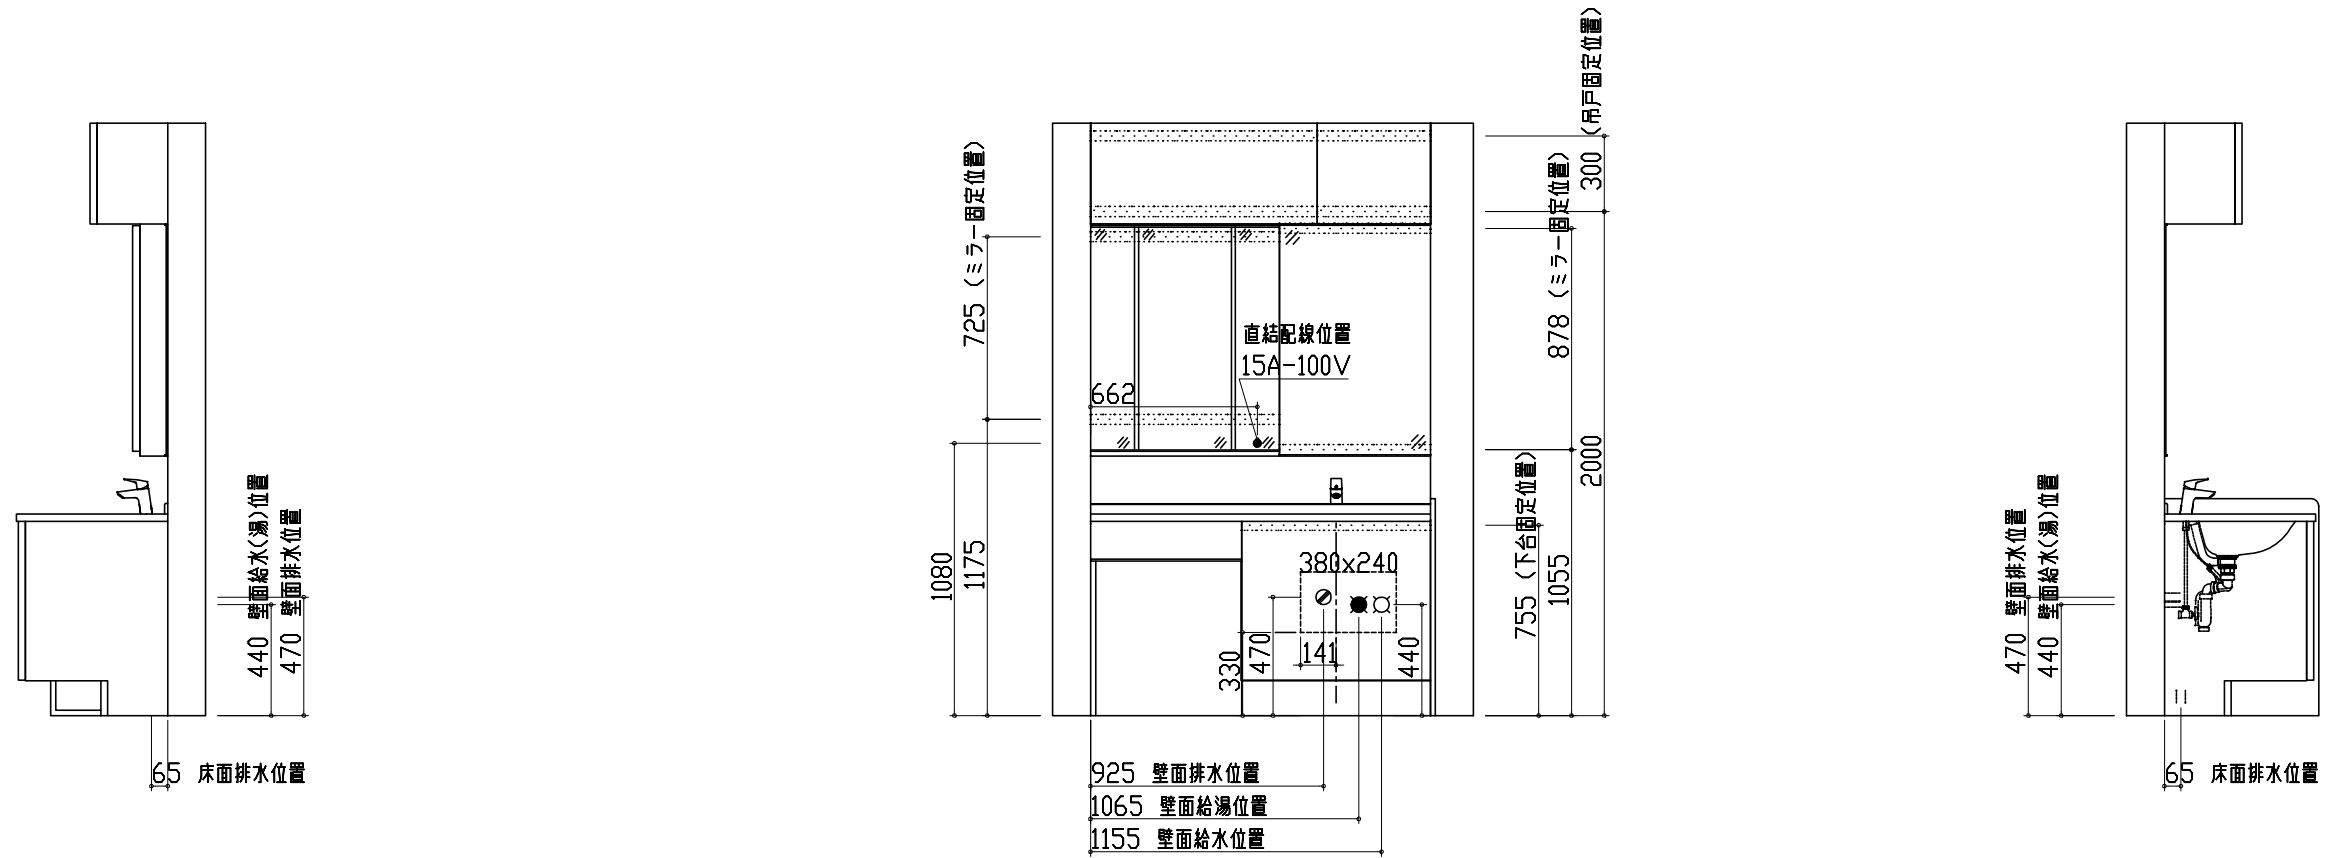 440 壁面給水(湯)位置
470 壁面排水位置
65 床面排水位置
725 (ミラー固定位置)
1080
1175
直結配線位置
15A-100V
662
380x240
330
470
141
440
925 壁面排水位置
1065 壁面給湯位置
1155 壁面給水位置
(吊戸固定位置)
300
878 (ミラー固定位置)
2000
755 (下台固定位置)
1055
470 壁面排水位置
440 壁面給水(湯)位置
65 床面排水位置